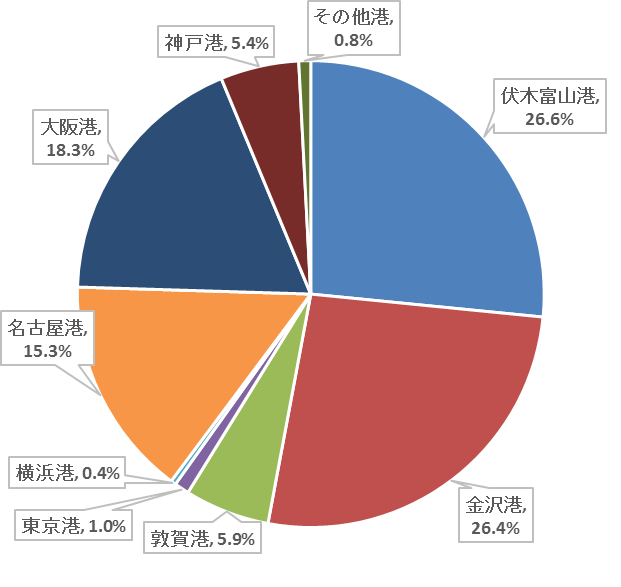 その他港,
0.8%
神戸港, 5.4%
伏木富山港,
26.6%
大阪港,
18.3%
名古屋港,
15.3%
横浜港, 0.4%
東京港, 1.0%
敦賀港, 5.9%
金沢港,
26.4%